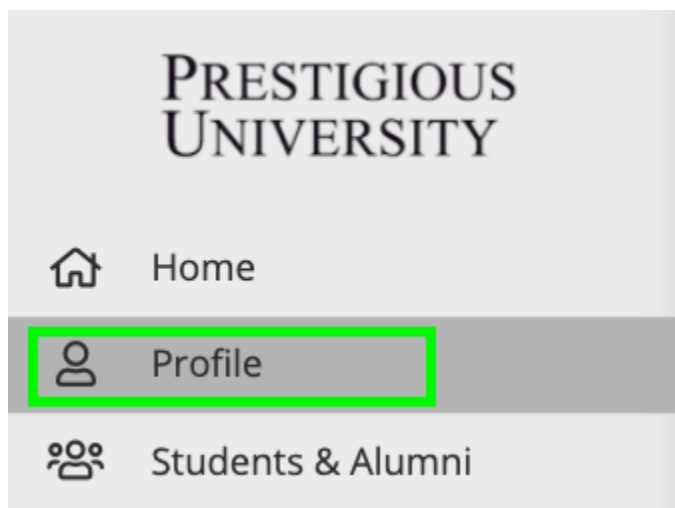 PRESTIGIOUS
UNIVERSITY
Home
Profile
Students & Alumni